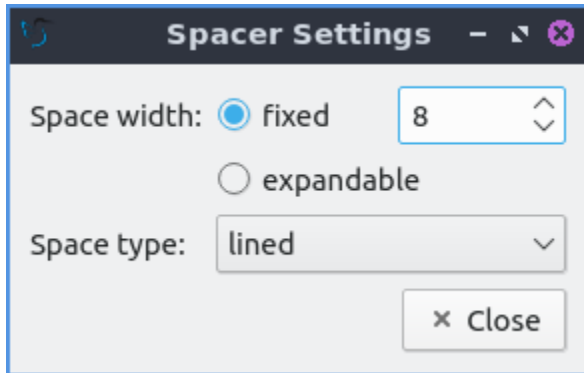 Spacer Settings
Space width: fixed 8
expandable
Space type: lined
Close